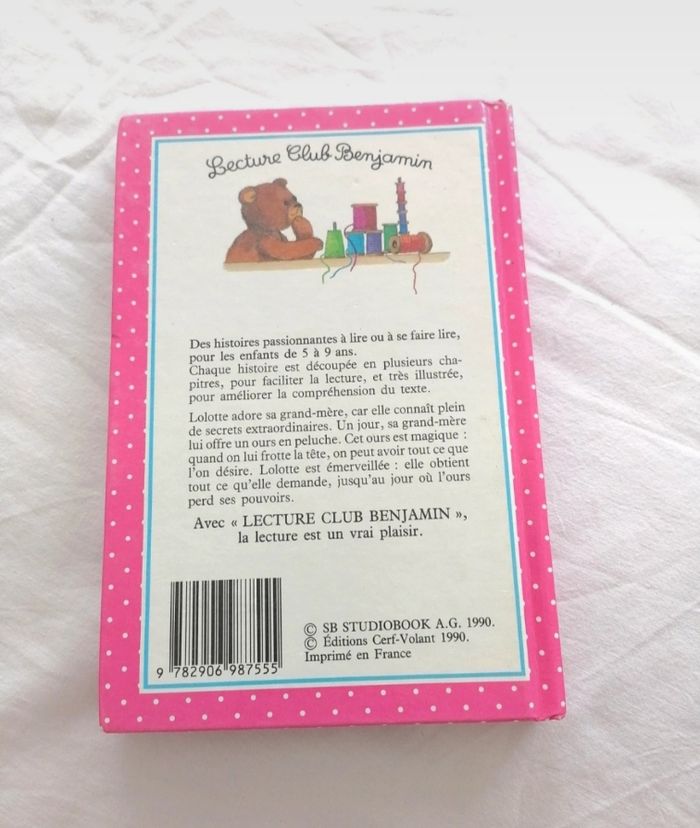 Lecture Club Benjamin
Des histoires passionnantes à lire ou à se faire lire,
pour les enfants de 5 à 9 ans.
Chaque histoire est découpée en plusieurs cha-
pitres, pour faciliter la lecture, et très illustrée,
pour améliorer la compréhension du texte.
Lolotte adore sa grand-mère, car elle connaît plein
de secrets extraordinaires. Un jour, sa grand-mère
lui offre un ours en peluche. Cet ours est magique :
quand on lui frotte la tête, on peut avoir tout ce que
l'on désire. Lolotte est émerveillée : elle obtient
tout ce qu'elle demande, jusqu'au jour où l'ours
perd ses pouvoirs.
Avec « LECTURE CLUB BENJAMIN »,
la lecture est un vrai plaisir.
© SB STUDIOBOOK A.G. 1990.
© Éditions Cerf-Volant 1990.
Imprimé en France
9 782906 987555